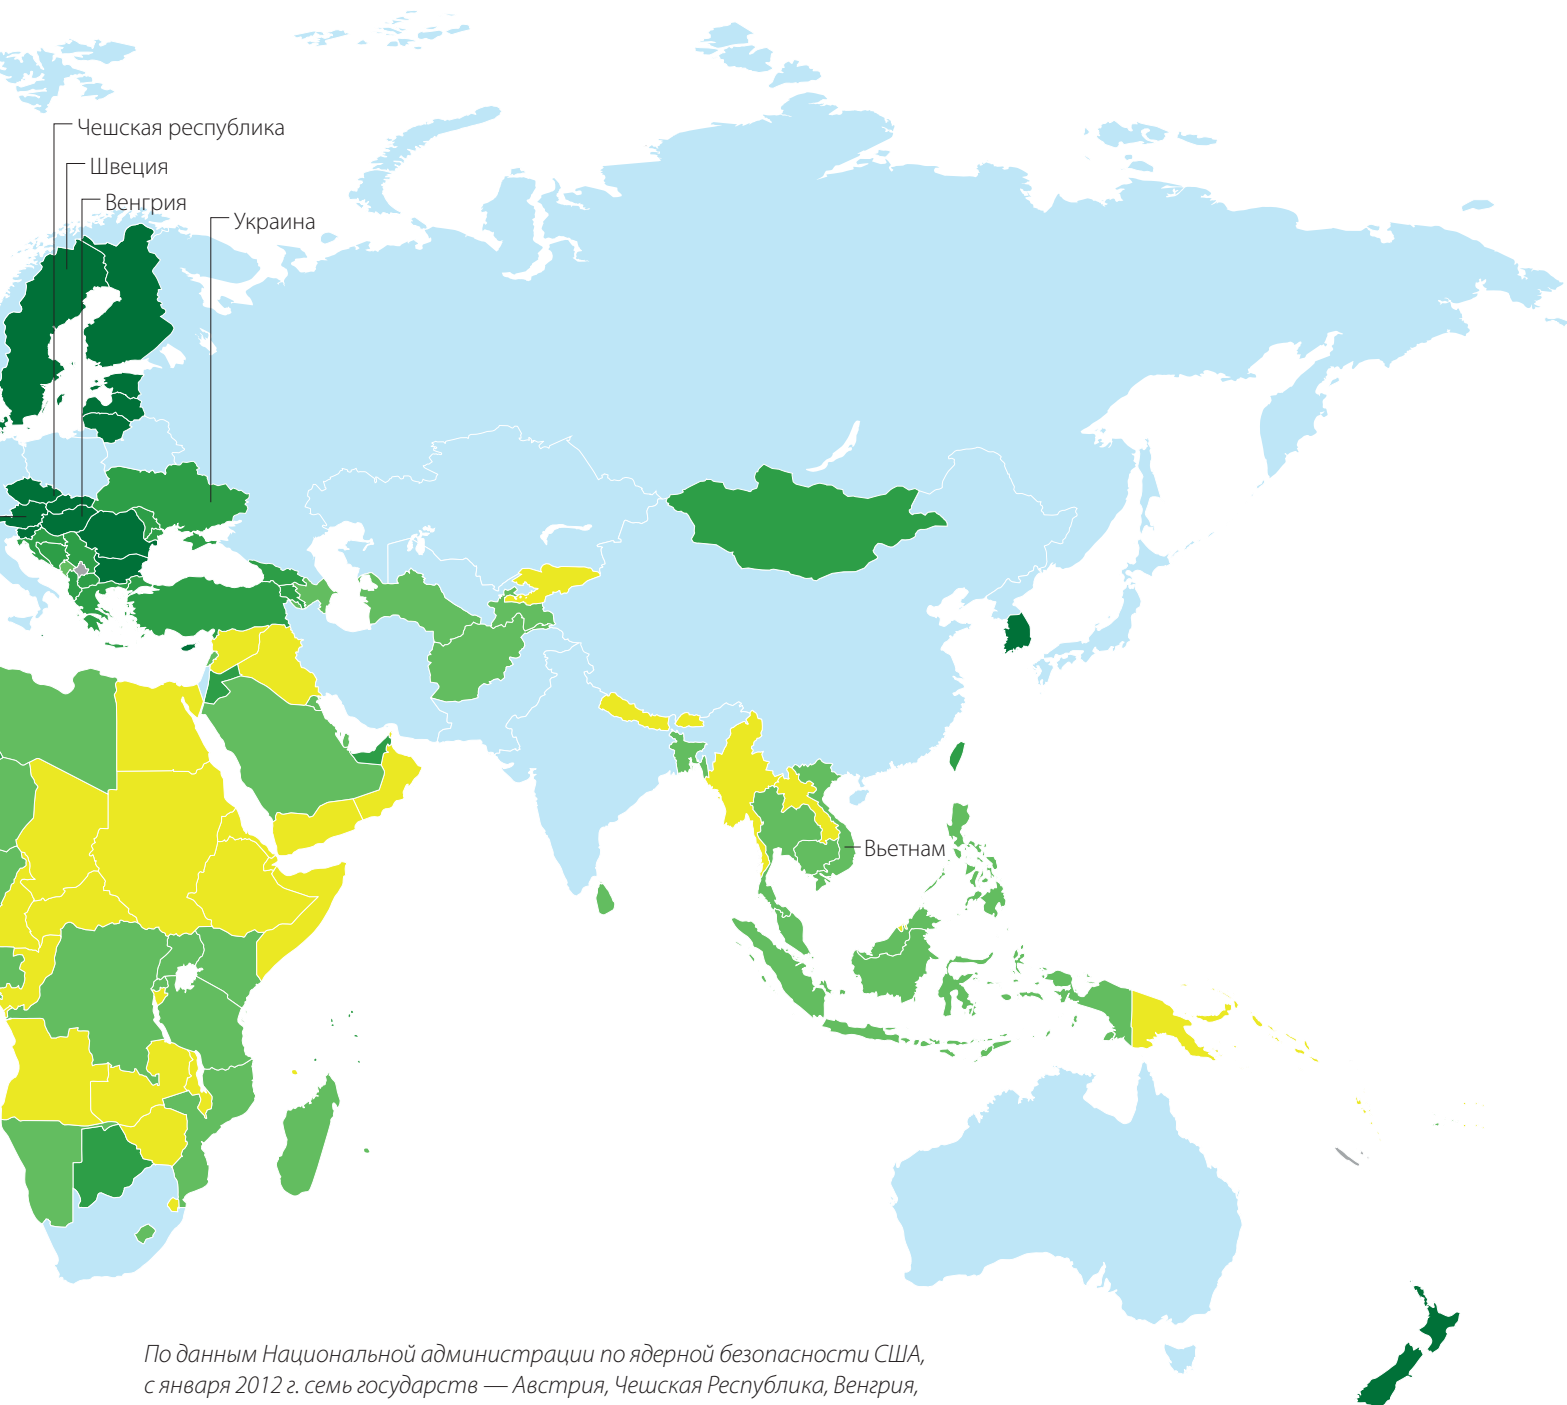 Чешская республика
Швеция
Венгрия
Украина
Вьетнам
По данным Национальной администрации по ядерной безопасности США,
с января 2012 г. семь государств — Австрия, Чешская Республика, Венгрия,